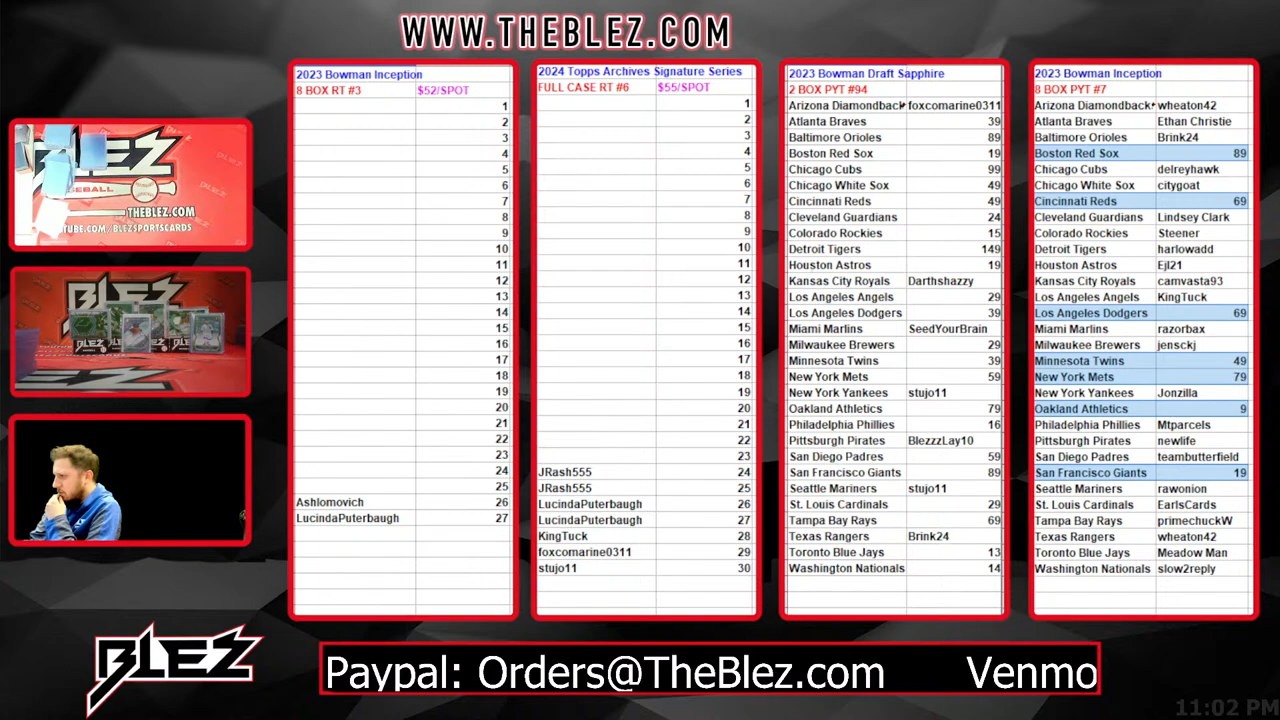 WWW.THEBLEZ.COM
2023 Bowman Inception
8 BOX RT #3 $52/SPOT
1
2
3
4
5
6
7
8
9
10
11
12
13
14
15
16
17
18
19
20
21
22
23
24
25
Ashlomovich 26
LucindaPuterbaugh 27
2024 Topps Archives Signature Series
FULL CASE RT #6 $55/SPOT
1
2
3
4
5
6
7
8
9
10
11
12
13
14
15
16
17
18
19
20
21
22
23
JRash555 24
JRash555 25
LucindaPuterbaugh 26
LucindaPuterbaugh 27
KingTuck 28
foxcomarine0311 29
stujo11 30
2023 Bowman Draft Sapphire
2 BOX PYT #94
Arizona Diamondback foxcomarine0311
Atlanta Braves 39
Baltimore Orioles 89
Boston Red Sox 19
Chicago Cubs 99
Chicago White Sox 49
Cincinnati Reds 49
Cleveland Guardians 24
Colorado Rockies 15
Detroit Tigers 149
Houston Astros 19
Kansas City Royals Darthshazzy
Los Angeles Angels 29
Los Angeles Dodgers 39
Miami Marlins SeedYourBrain
Milwaukee Brewers 29
Minnesota Twins 39
New York Mets 59
New York Yankees stujo11
Oakland Athletics 79
Philadelphia Phillies 16
Pittsburgh Pirates BlezzzLay10
San Diego Padres 59
San Francisco Giants 89
Seattle Mariners stujo11
St. Louis Cardinals 29
Tampa Bay Rays 69
Texas Rangers Brink24
Toronto Blue Jays 13
Washington Nationals 14
2023 Bowman Inception
8 BOX PYT #7
Arizona Diamondback wheaton42
Atlanta Braves Ethan Christie
Baltimore Orioles Brink24
Boston Red Sox 89
Chicago Cubs delreyhawk
Chicago White Sox citygoat
Cincinnati Reds 69
Cleveland Guardians Lindsey Clark
Colorado Rockies Steener
Detroit Tigers harlowadd
Houston Astros Ejl21
Kansas City Royals camvasta93
Los Angeles Angels KingTuck
Los Angeles Dodgers 69
Miami Marlins razorbax
Milwaukee Brewers jensckj
Minnesota Twins 49
New York Mets 79
New York Yankees Jonzilla
Oakland Athletics 9
Philadelphia Phillies Mtparcels
Pittsburgh Pirates newlife
San Diego Padres teambutterfield
San Francisco Giants 19
Seattle Mariners rawonion
St. Louis Cardinals EarlsCards
Tampa Bay Rays primechuckW
Texas Rangers wheaton42
Toronto Blue Jays Meadow Man
Washington Nationals slow2reply
BLEZ
BASEBALL
THEBLEZ.COM
BLEZ
BLEZ
Paypal: Orders@TheBlez.com Venmo
11:02 PM